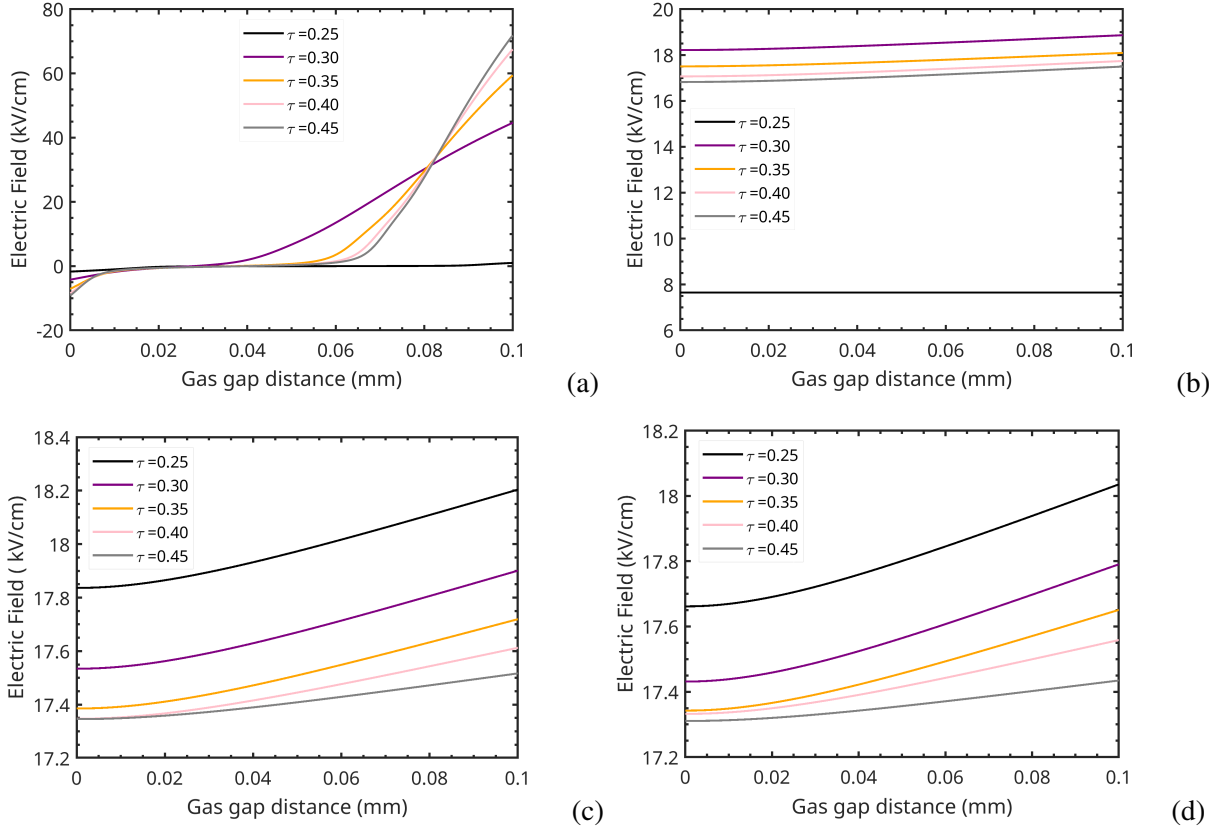 80
60
40
20
0
-20
Electric Field (kV/cm)
τ =0.25
τ =0.30
τ =0.35
τ =0.40
τ =0.45
0 0.02 0.04 0.06 0.08 0.1
Gas gap distance (mm)
(a)
20
18
16
14
12
10
8
6
Electric Field (kV/cm)
τ =0.25
τ =0.30
τ =0.35
τ =0.40
τ =0.45
0 0.02 0.04 0.06 0.08 0.1
Gas gap distance (mm)
(b)
18.4
18.2
18
17.8
17.6
17.4
17.2
Electric Field ( kV/cm)
τ =0.25
τ =0.30
τ =0.35
τ =0.40
τ =0.45
0 0.02 0.04 0.06 0.08 0.1
Gas gap distance (mm)
(c)
18.2
18
17.8
17.6
17.4
17.2
Electric Field (kV/cm)
τ =0.25
τ =0.30
τ =0.35
τ =0.40
τ =0.45
0 0.02 0.04 0.06 0.08 0.1
Gas gap distance (mm)
(d)